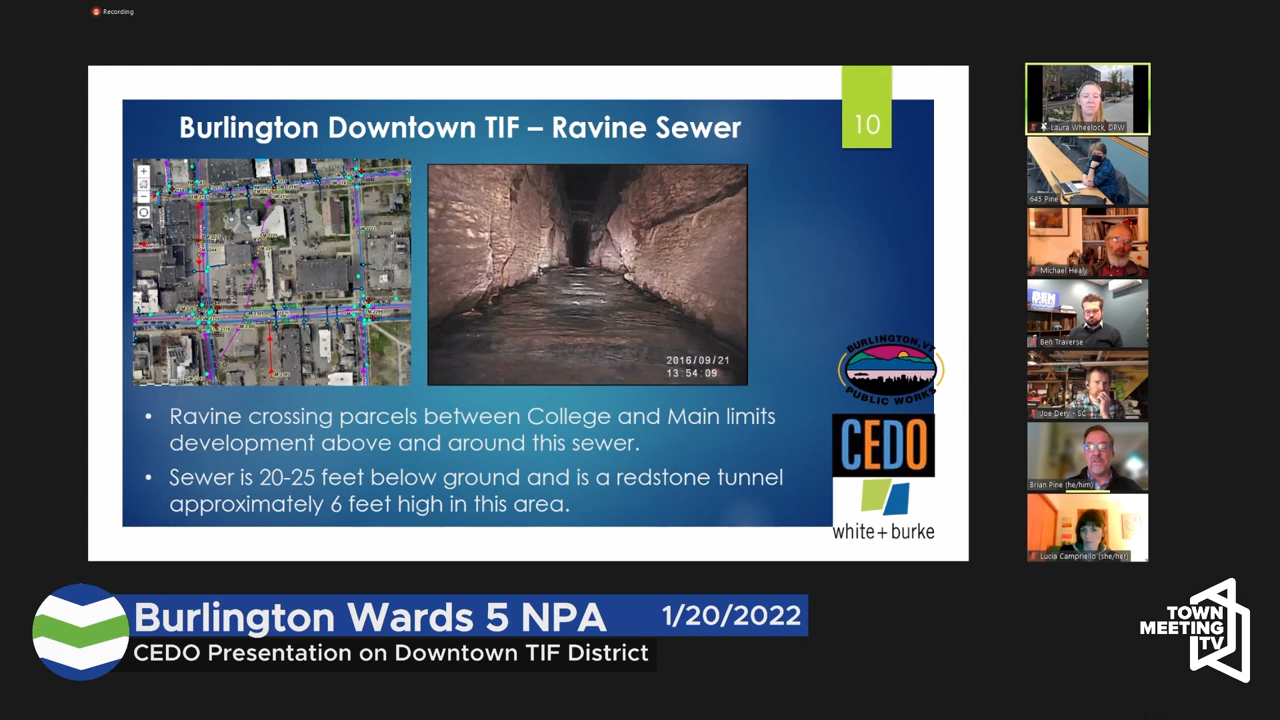 Recording
Burlington Downtown TIF – Ravine Sewer
10
2016/09/21
13:54:09
• Ravine crossing parcels between College and Main limits
development above and around this sewer.
• Sewer is 20-25 feet below ground and is a redstone tunnel
approximately 6 feet high in this area.
BURLINGTON, VT
PUBLIC WORKS
CEDO
white + burke
Laura Wheelock, DPW
645 Pine
Michael Healy
BEN
Ben Traverse
Joe Derry - SC
Brian Pine (he/him)
Lucia Campriello (she/her)
Burlington Wards 5 NPA
1/20/2022
CEDO Presentation on Downtown TIF District
TOWN
MEETING
TV